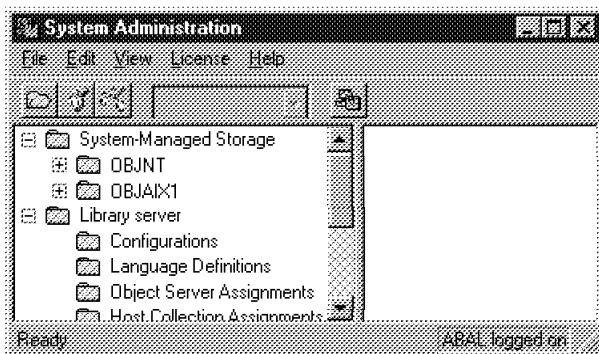 System Administration
File Edit View License Help
System-Managed Storage
OBJNT
OBJAIX1
Library server
Configurations
Language Definitions
Object Server Assignments
Host Collection Assignments
Ready ABAL logged on